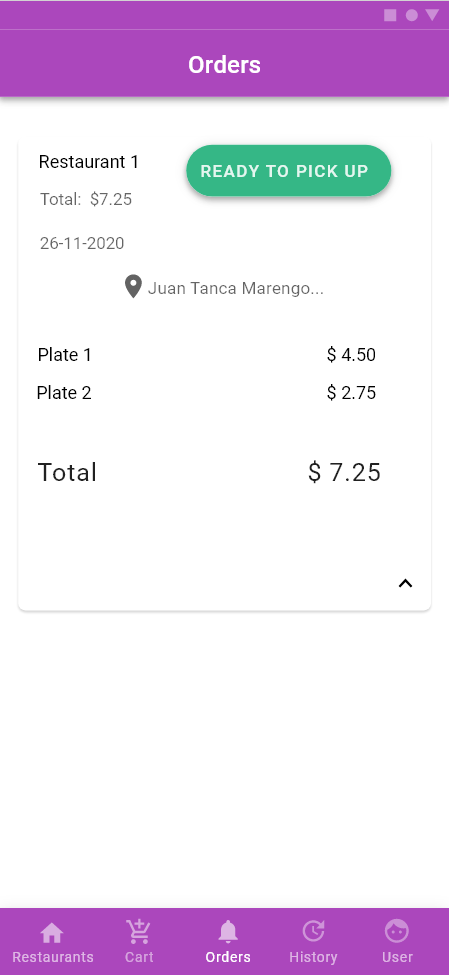 Orders
Restaurant 1
READY TO PICK UP
Total: $7.25
26-11-2020
Juan Tanca Marengo...
Plate 1 $ 4.50
Plate 2 $ 2.75
Total $ 7.25
Restaurants Cart Orders History User